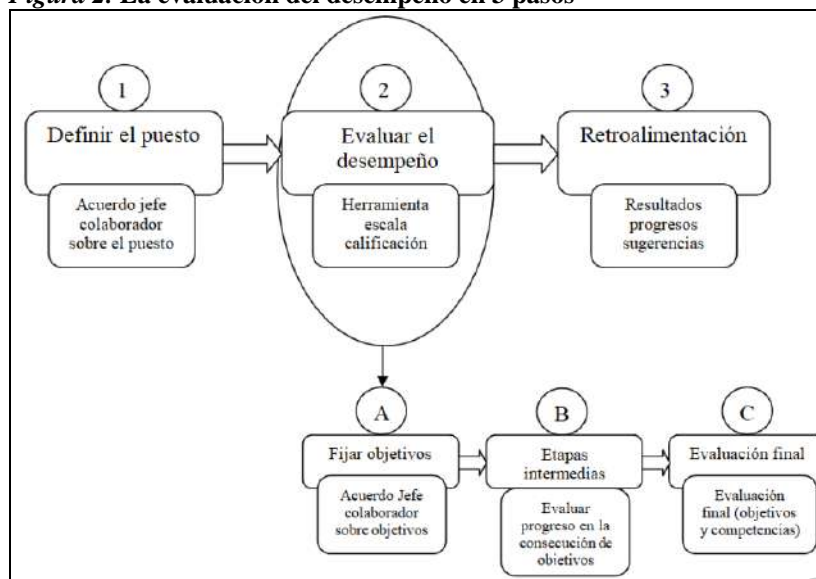 Figura 2. La evaluación del desempeño en 3 pasos
1
2
3
Definir el puesto
Evaluar el
desempeño
Retroalimentación
Acuerdo jefe
colaborador
sobre el puesto
Herramienta
escala
calificación
Resultados
progresos
sugerencias
A
B
C
Fijar objetivos
Etapas
intermedias
Evaluación final
Acuerdo Jefe
colaborador
sobre objetivos
Evaluar
progreso en la
consecución de
objetivos
Evaluación
final (objetivos
y competencias)